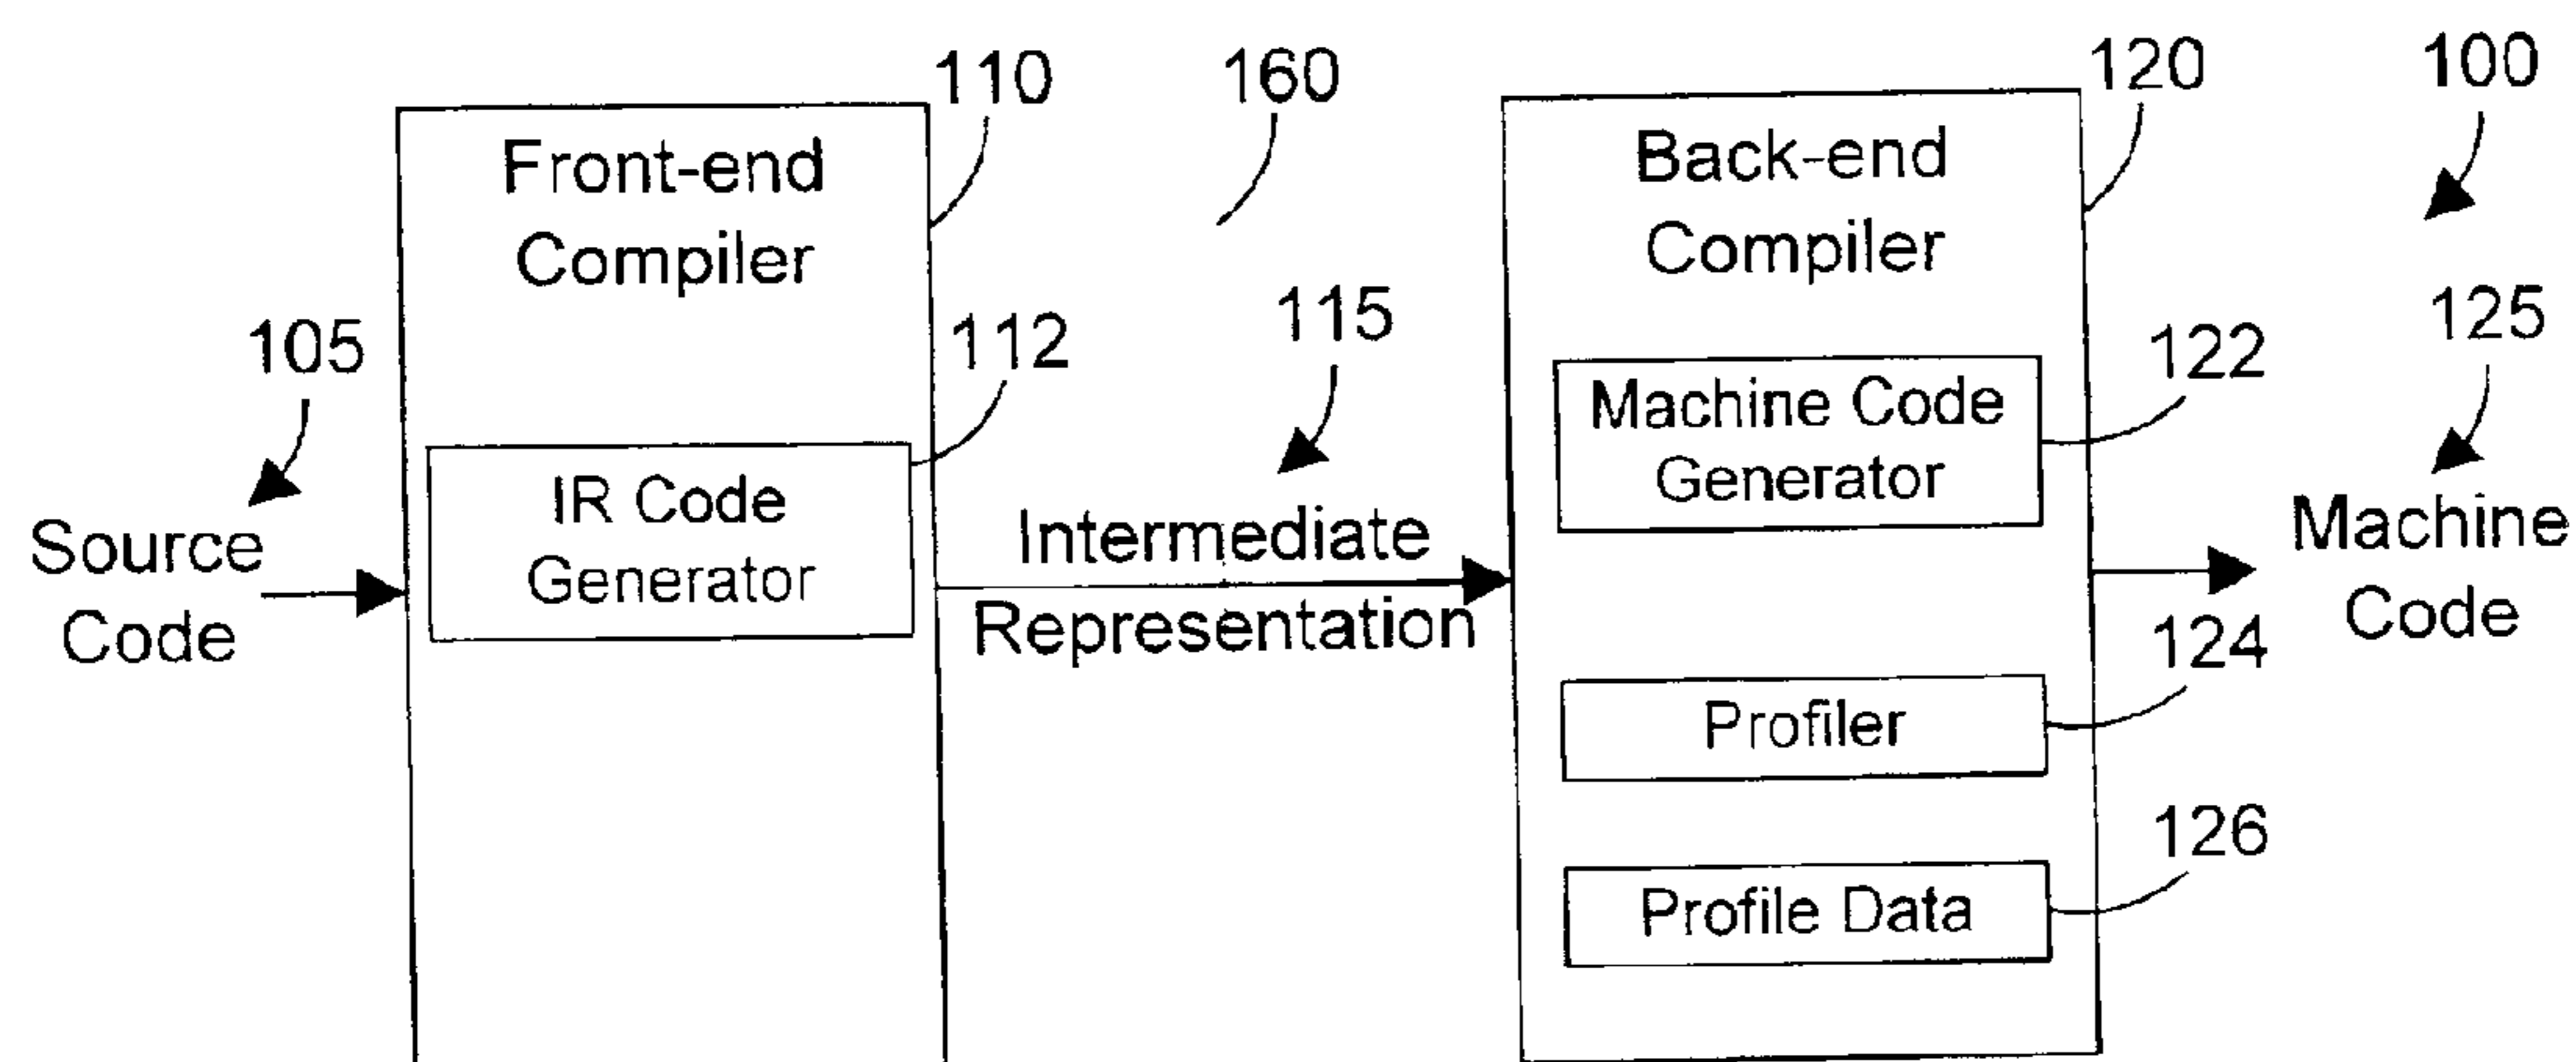 110
160
120
100
Front-end
Compiler
Back-end
Compiler
105
112
115
122
125
IR Code
Generator
Machine Code
Generator
Source
Code
Intermediate
Representation
Machine
Code
124
Profiler
126
Profile Data